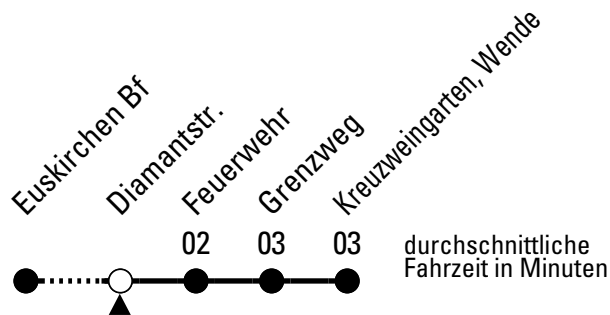 Euskirchen Bf
Diamantstr.
Feuerwehr
Grenzweg
Kreuzweingarten, Wende
02 03 03
durchschnittliche
Fahrzeit in Minuten